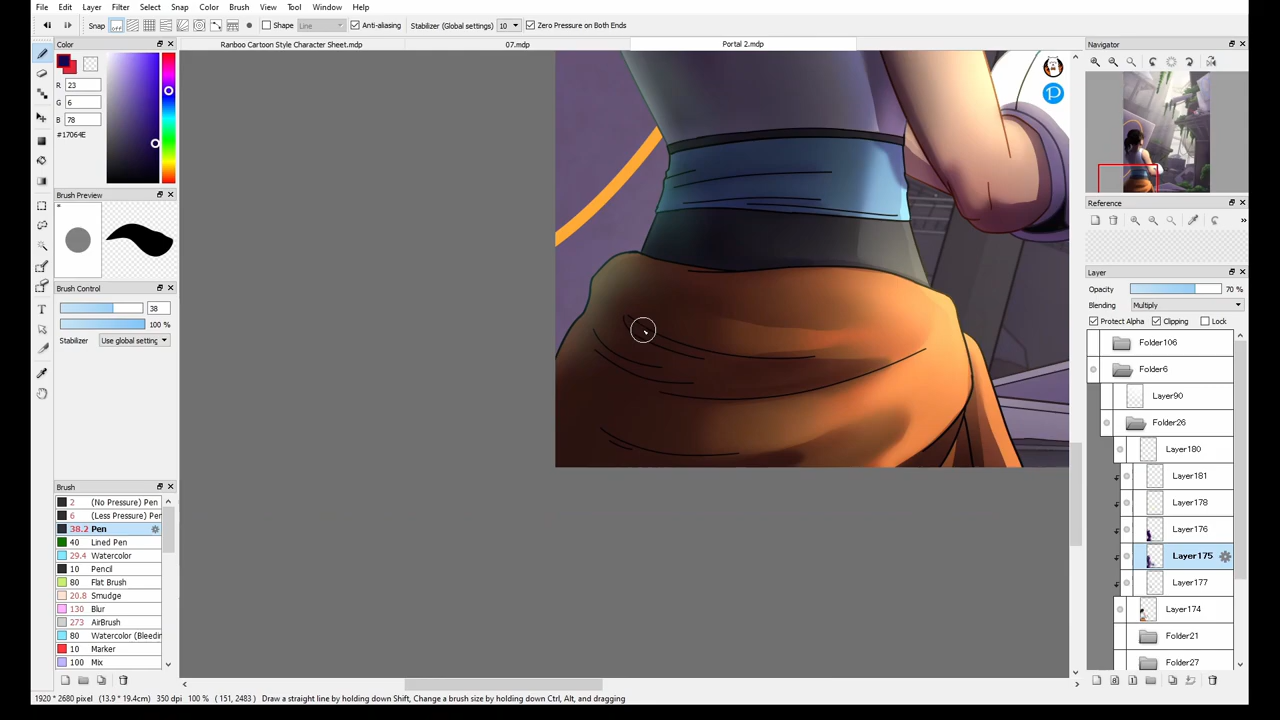 File Edit Layer Filter Select Snap Color Brush View Tool Window Help
Snap off Shape Line Anti-aliasing Stabilizer (Global settings) 10 Zero Pressure on Both Ends
Color
Ranboo Cartoon Style Character Sheet.mdp 07.mdp Portal 2.mdp
Navigator
R 23
G 6
B 78
#17064E
Brush Preview
Reference
Layer
Brush Control
Opacity 70 %
38
Blending Multiply
100 %
Protect Alpha Clipping Lock
Stabilizer Use global setting
Folder106
Folder6
Layer90
Folder26
Layer180
Layer181
Brush
2 (No Pressure) Pen
Layer178
6 (Less Pressure) Pen
38.2 Pen
Layer176
40 Lined Pen
29.4 Watercolor
Layer175
10 Pencil
80 Flat Brush
Layer177
20.8 Smudge
130 Blur
Layer174
273 AirBrush
80 Watercolor (Bleedin
Folder21
10 Marker
100 Mix
Folder27
1920 * 2680 pixel (13.9 * 19.4cm) 350 dpi 100 % ( 151, 2483 ) Draw a straight line by holding down Shift, Change a brush size by holding down Ctrl, Alt, and dragging